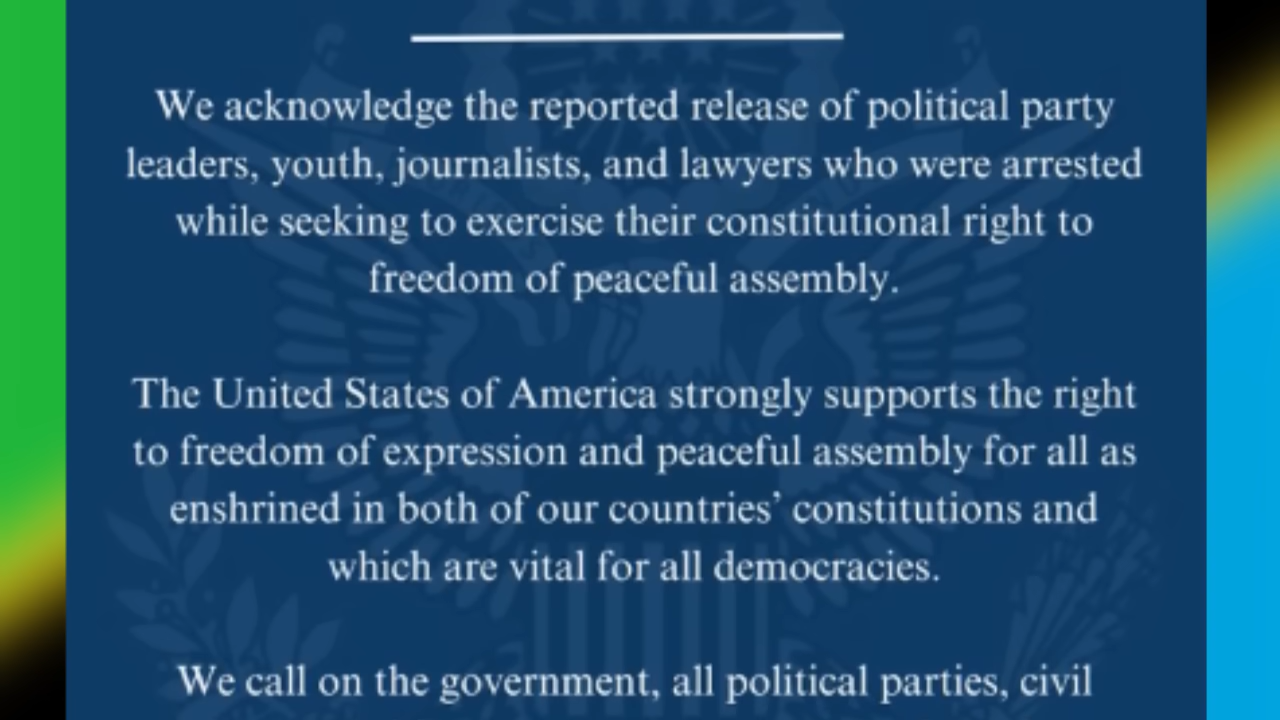 We acknowledge the reported release of political party
leaders, youth, journalists, and lawyers who were arrested
while seeking to exercise their constitutional right to
freedom of peaceful assembly.
The United States of America strongly supports the right
to freedom of expression and peaceful assembly for all as
enshrined in both of our countries’ constitutions and
which are vital for all democracies.
We call on the government, all political parties, civil